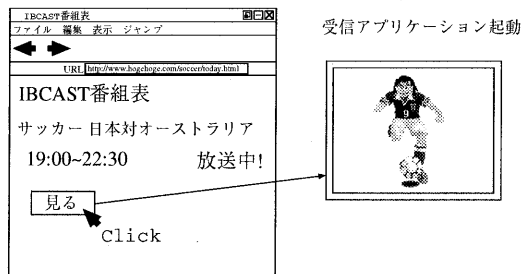 IBCAST番組表
ファイル 編集 表示 ジャンプ
URL http://www.hogehoge.com/soccer/today.html
IBCAST番組表
サッカー 日本対オーストラリア
19:00~22:30 放送中!
見る
Click
受信アプリケーション起動